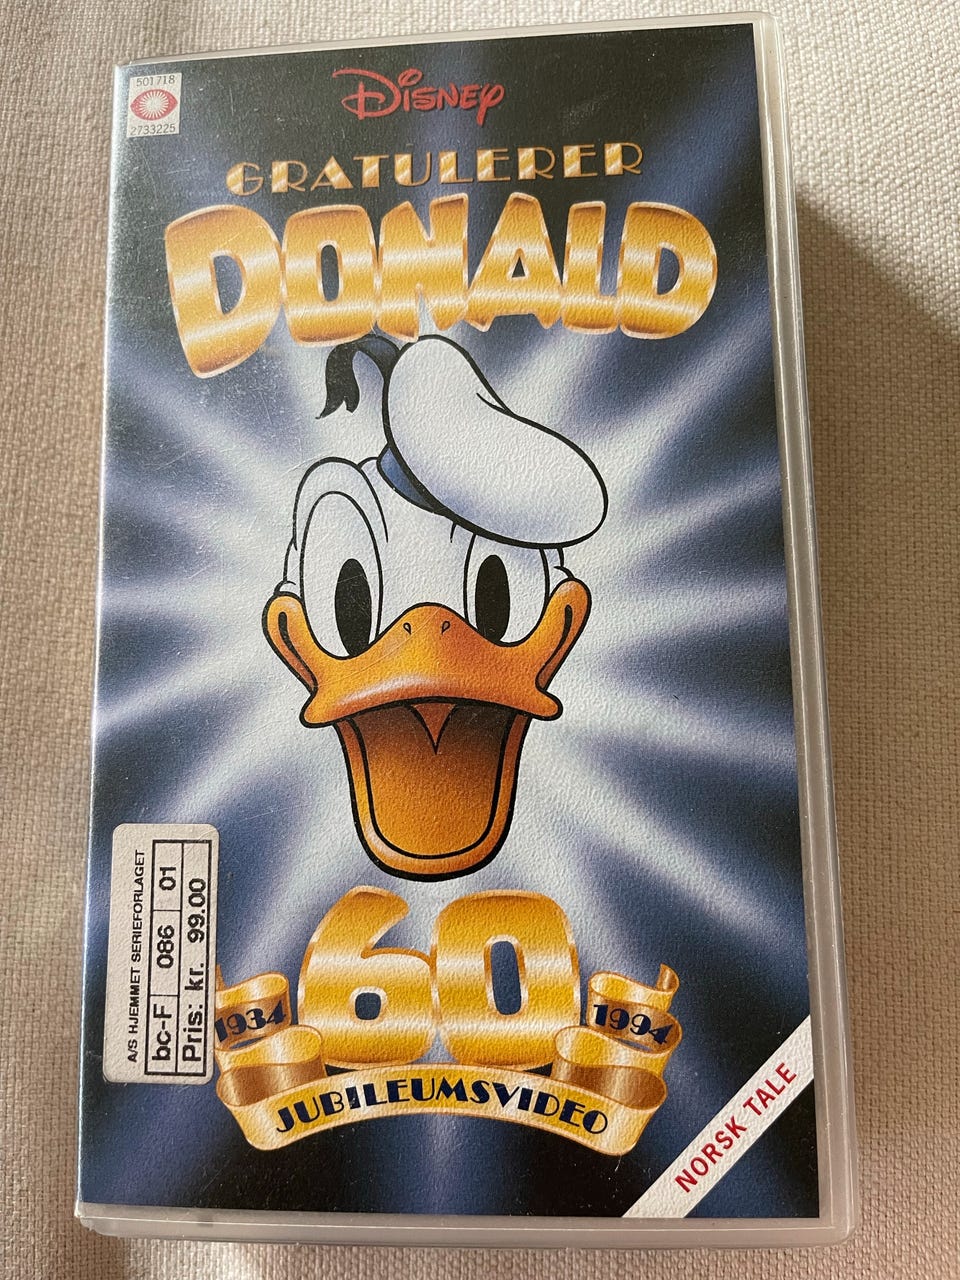 501718
2733225
Disney
GRATULERER
DONALD
60
1934
1994
JUBILEUMSVIDEO
A/S HJEMMET SERIEFORLAGET
bc-F 086 01
Pris: kr. 99.00
NORSK TALE